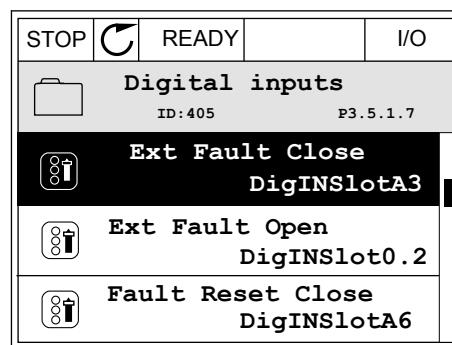 STOP READY I/O
Digital inputs
ID:405 P3.5.1.7
Ext Fault Close
DigINSlotA3
Ext Fault Open
DigINSlot0.2
Fault Reset Close
DigINSlotA6